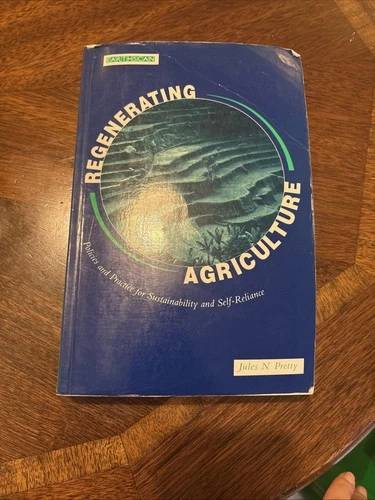 EARTHSCAN
REGENERATING
AGRICULTURE
Policies and Practice for Sustainability and Self-Reliance
Jules N Pretty